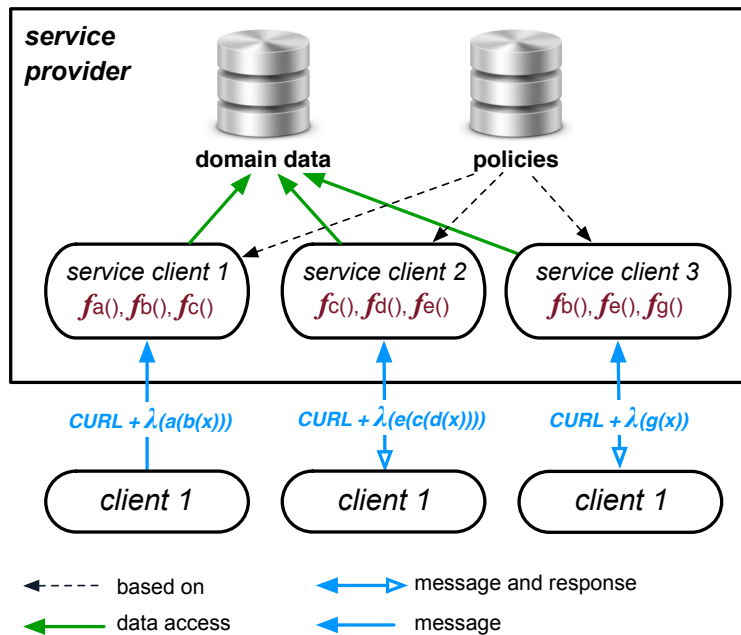 service
provider
domain data
policies
service client 1
fa(), fb(), fc()
service client 2
fc(), fd(), fe()
service client 3
fb(), fe(), fg()
CURL + λ(a(b(x)))
CURL + λ(e(c(d(x))))
CURL + λ(g(x))
client 1
client 1
client 1
based on
message and response
data access
message